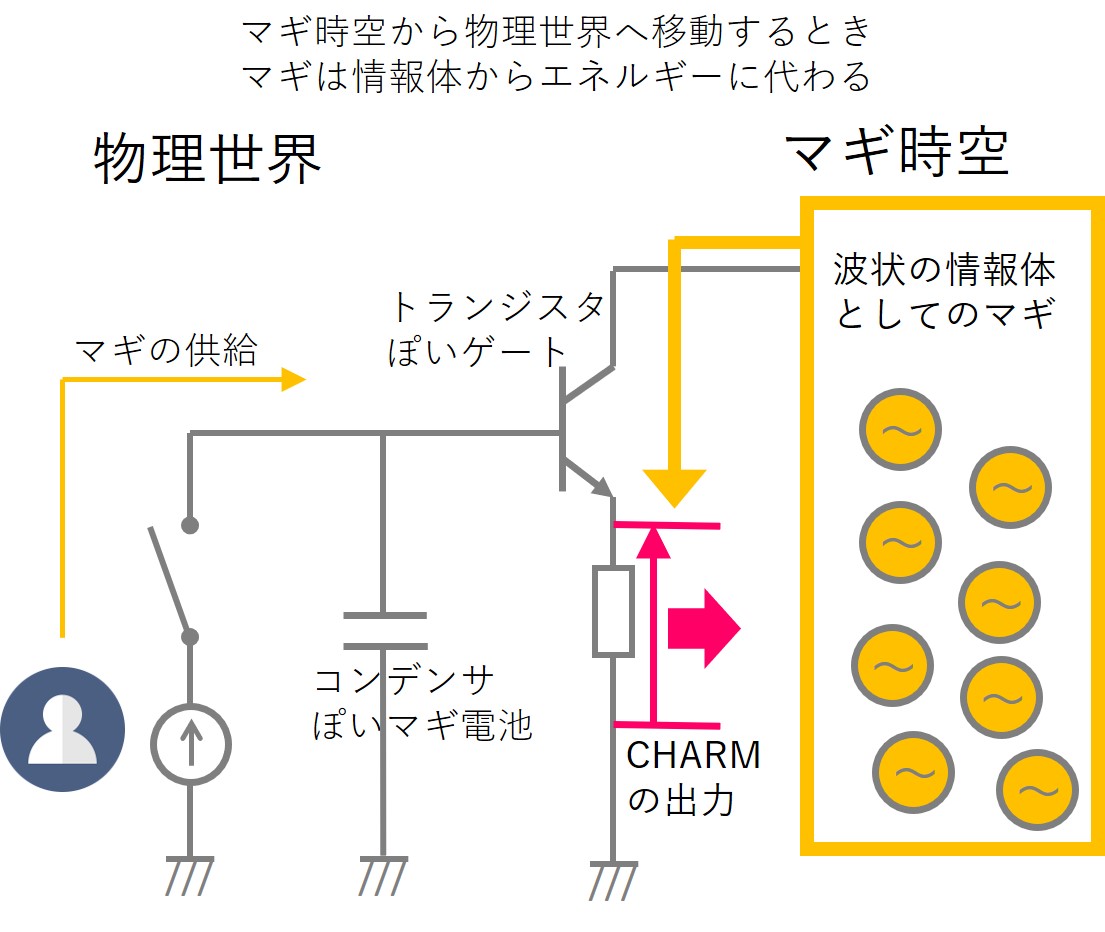 マギ時空から物理世界へ移動するとき
マギは情報体からエネルギーに代わる
物理世界
マギ時空
波状の情報体
としてのマギ
トランジスタ
ぽいゲート
マギの供給
コンデンサ
ぽいマギ電池
CHARM
の出力